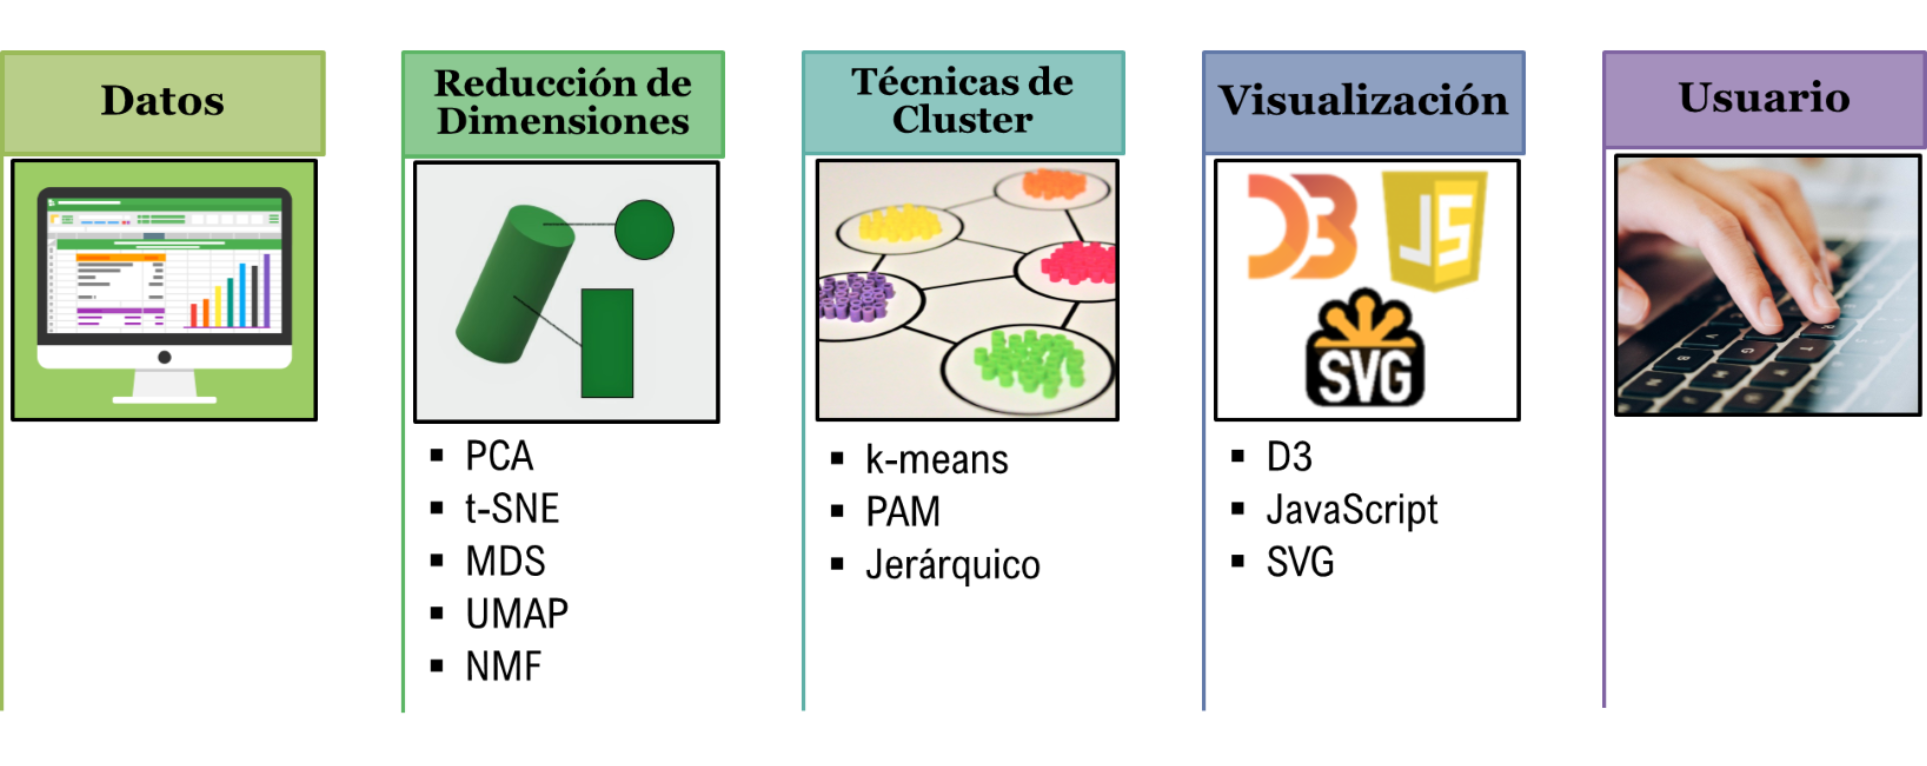 Datos
Reducción de
Dimensiones
PCA
t-SNE
MDS
UMAP
NMF
Técnicas de
Cluster
k-means
PAM
Jerárquico
Visualización
D3
JS
SVG
D3
JavaScript
SVG
Usuario